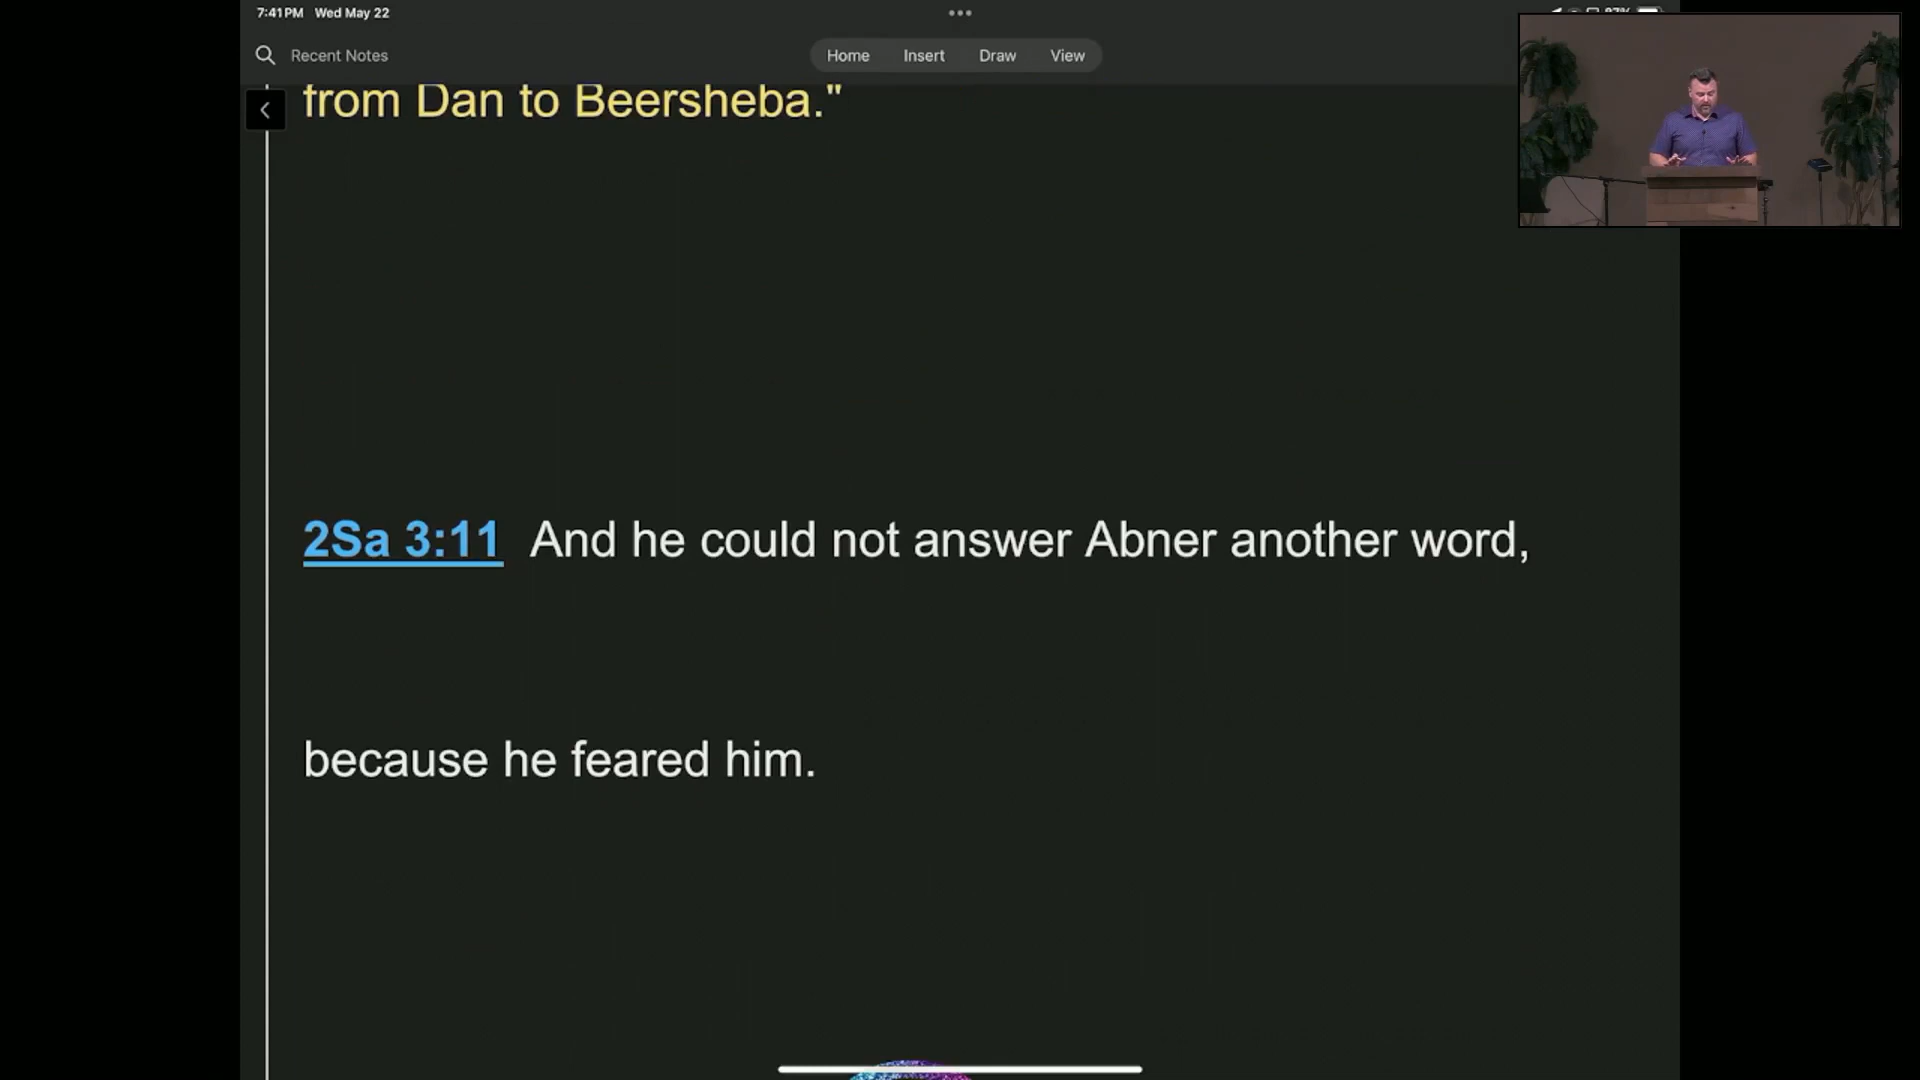 7:41 PM Wed May 22
Recent Notes
Home Insert Draw View
from Dan to Beersheba."
2Sa 3:11 And he could not answer Abner another word,
because he feared him.